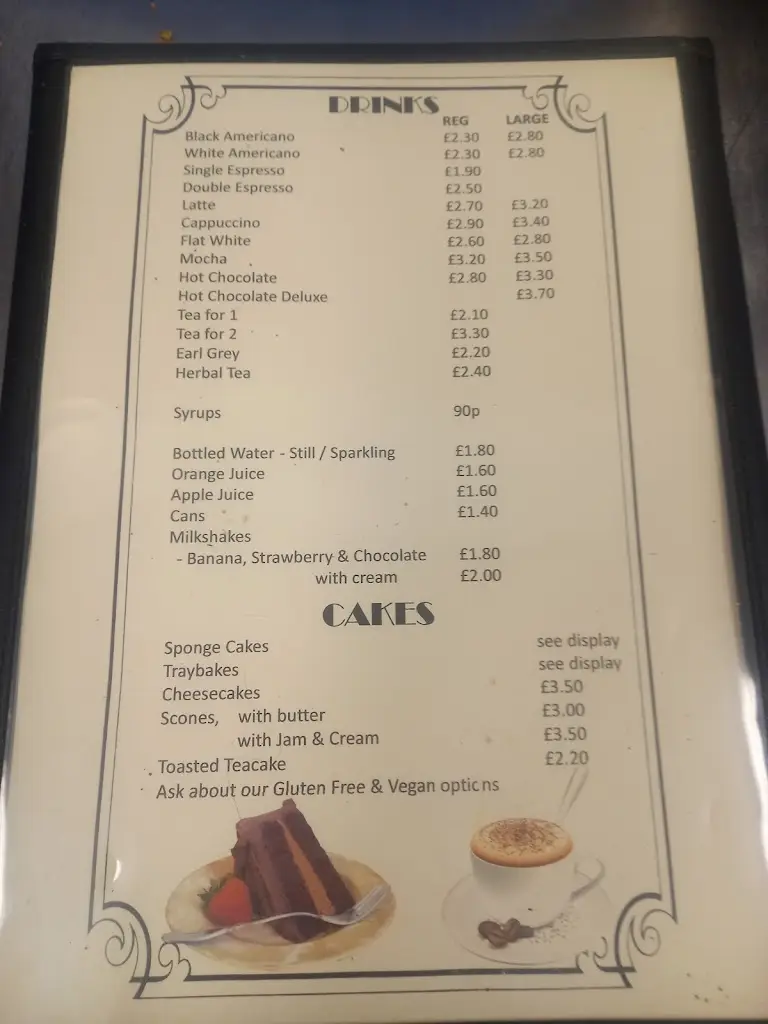 DRINKS
REG LARGE
Black Americano £2.30 £2.80
White Americano £2.30 £2.80
Single Espresso £1.90
Double Espresso £2.50
Latte £2.70 £3.20
Cappuccino £2.90 £3.40
Flat White £2.60 £2.80
Mocha £3.20 £3.50
Hot Chocolate £2.80 £3.30
Hot Chocolate Deluxe £3.70
Tea for 1 £2.10
Tea for 2 £3.30
Earl Grey £2.20
Herbal Tea £2.40
Syrups 90p
Bottled Water - Still / Sparkling £1.80
Orange Juice £1.60
Apple Juice £1.60
Cans £1.40
Milkshakes
- Banana, Strawberry & Chocolate £1.80
with cream £2.00
CAKES
Sponge Cakes see display
Traybakes see display
Cheesecakes £3.50
Scones, with butter £3.00
with Jam & Cream £3.50
Toasted Teacake £2.20
Ask about our Gluten Free & Vegan options